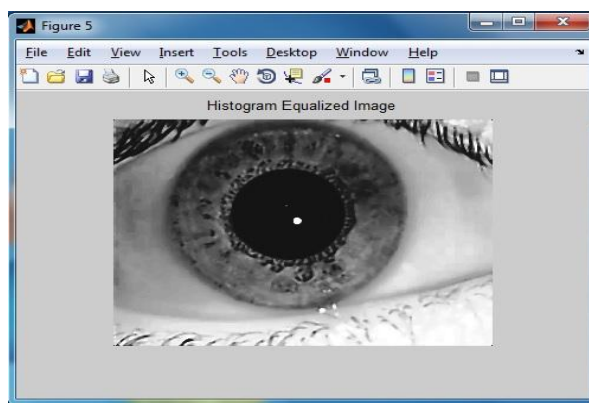 Figure 5
File Edit View Insert Tools Desktop Window Help
Histogram Equalized Image